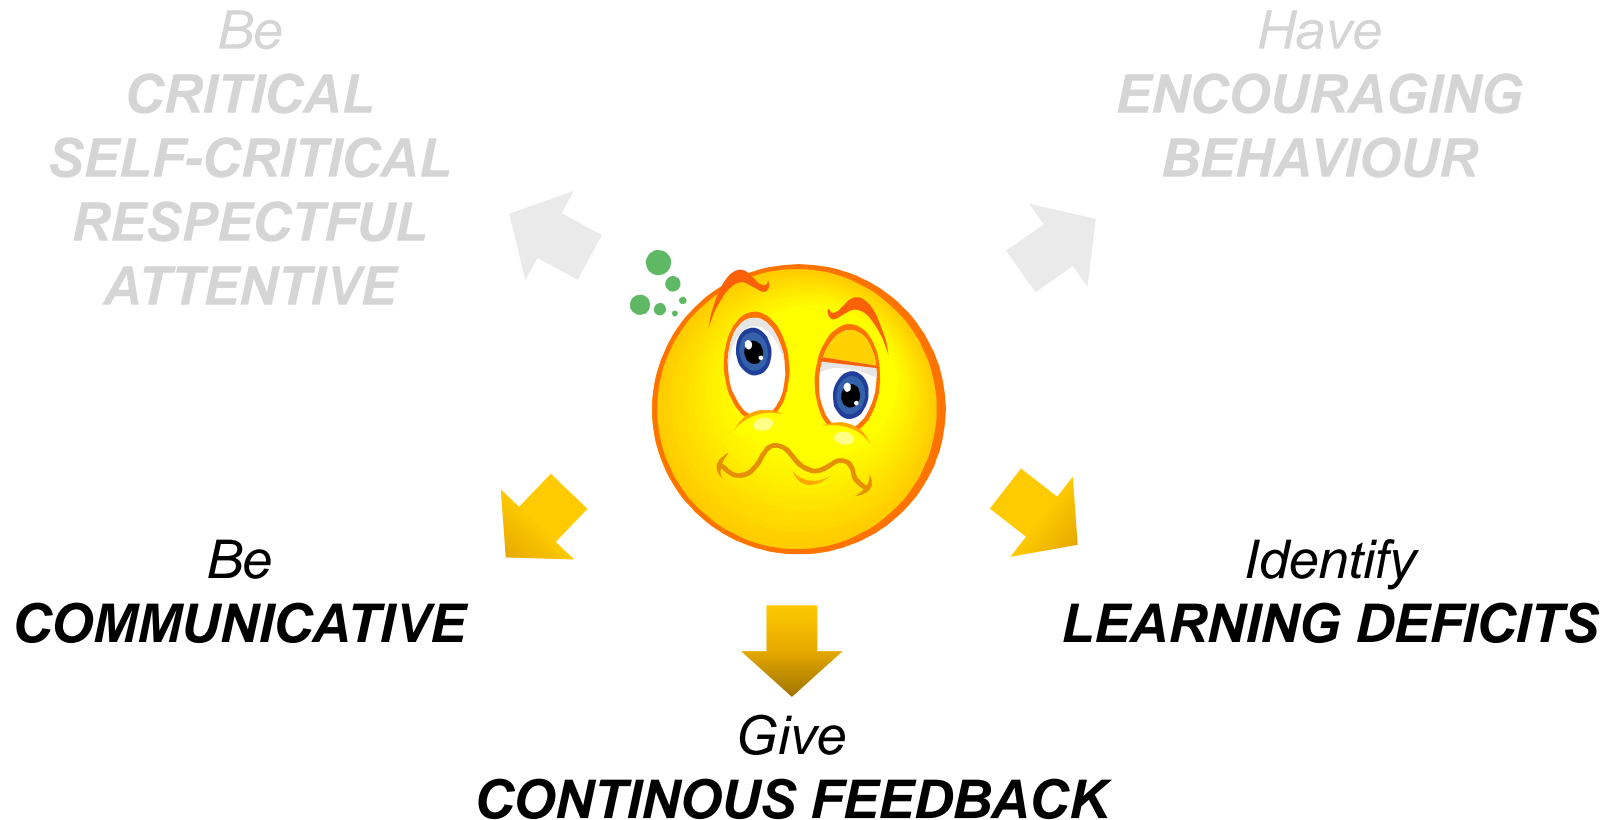 Be
CRITICAL
SELF-CRITICAL
RESPECTFUL
ATTENTIVE
Have
ENCOURAGING
BEHAVIOUR
Be
COMMUNICATIVE
Identify
LEARNING DEFICITS
Give
CONTINOUS FEEDBACK